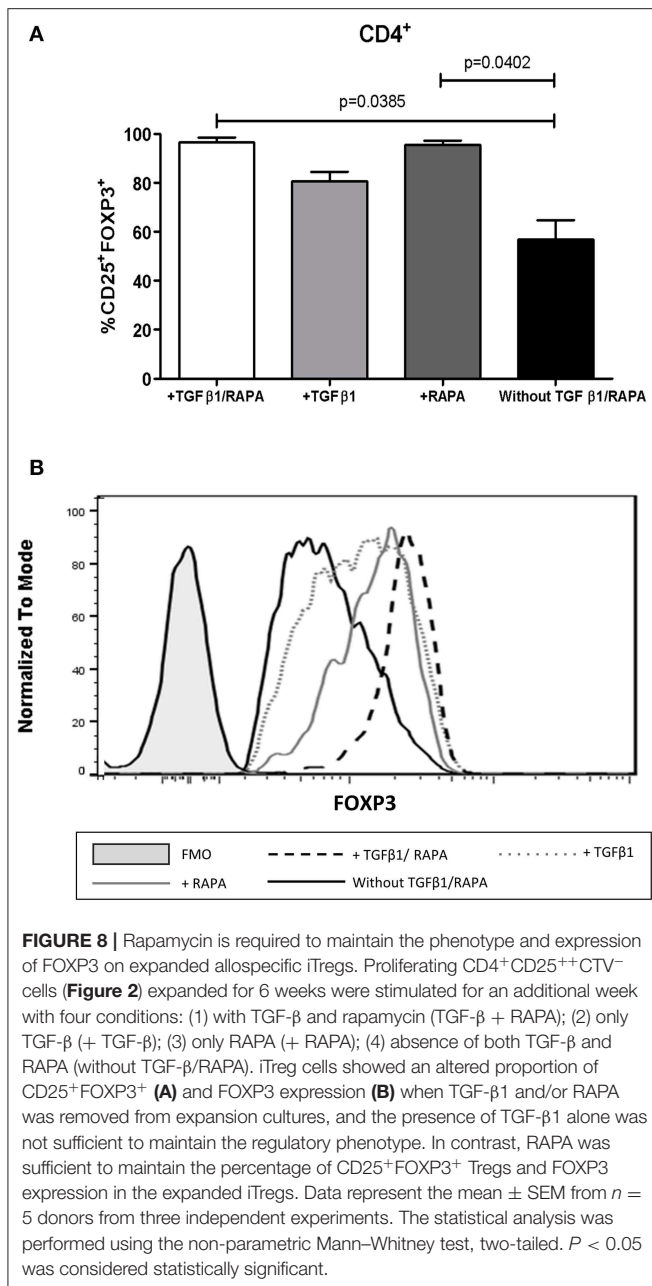 A
CD4⁺
p=0.0402
p=0.0385
%CD25⁺FOXP3⁺
100
80
60
40
20
0
+TGFβ1/RAPA +TGFβ1 +RAPA Without TGF β1/RAPA
B
Normalized To Mode
100
80
60
40
20
0
FOXP3
FMO + TGFβ1/ RAPA + TGFβ1
+ RAPA Without TGFβ1/RAPA
FIGURE 8 | Rapamycin is required to maintain the phenotype and expression
of FOXP3 on expanded allospecific iTregs. Proliferating CD4⁺CD25⁺⁺CTV⁻
cells (Figure 2) expanded for 6 weeks were stimulated for an additional week
with four conditions: (1) with TGF-β and rapamycin (TGF-β + RAPA); (2) only
TGF-β (+ TGF-β); (3) only RAPA (+ RAPA); (4) absence of both TGF-β and
RAPA (without TGF-β/RAPA). iTreg cells showed an altered proportion of
CD25⁺FOXP3⁺ (A) and FOXP3 expression (B) when TGF-β1 and/or RAPA
was removed from expansion cultures, and the presence of TGF-β1 alone was
not sufficient to maintain the regulatory phenotype. In contrast, RAPA was
sufficient to maintain the percentage of CD25⁺FOXP3⁺ Tregs and FOXP3
expression in the expanded iTregs. Data represent the mean ± SEM from n =
5 donors from three independent experiments. The statistical analysis was
performed using the non-parametric Mann–Whitney test, two-tailed. P < 0.05
was considered statistically significant.